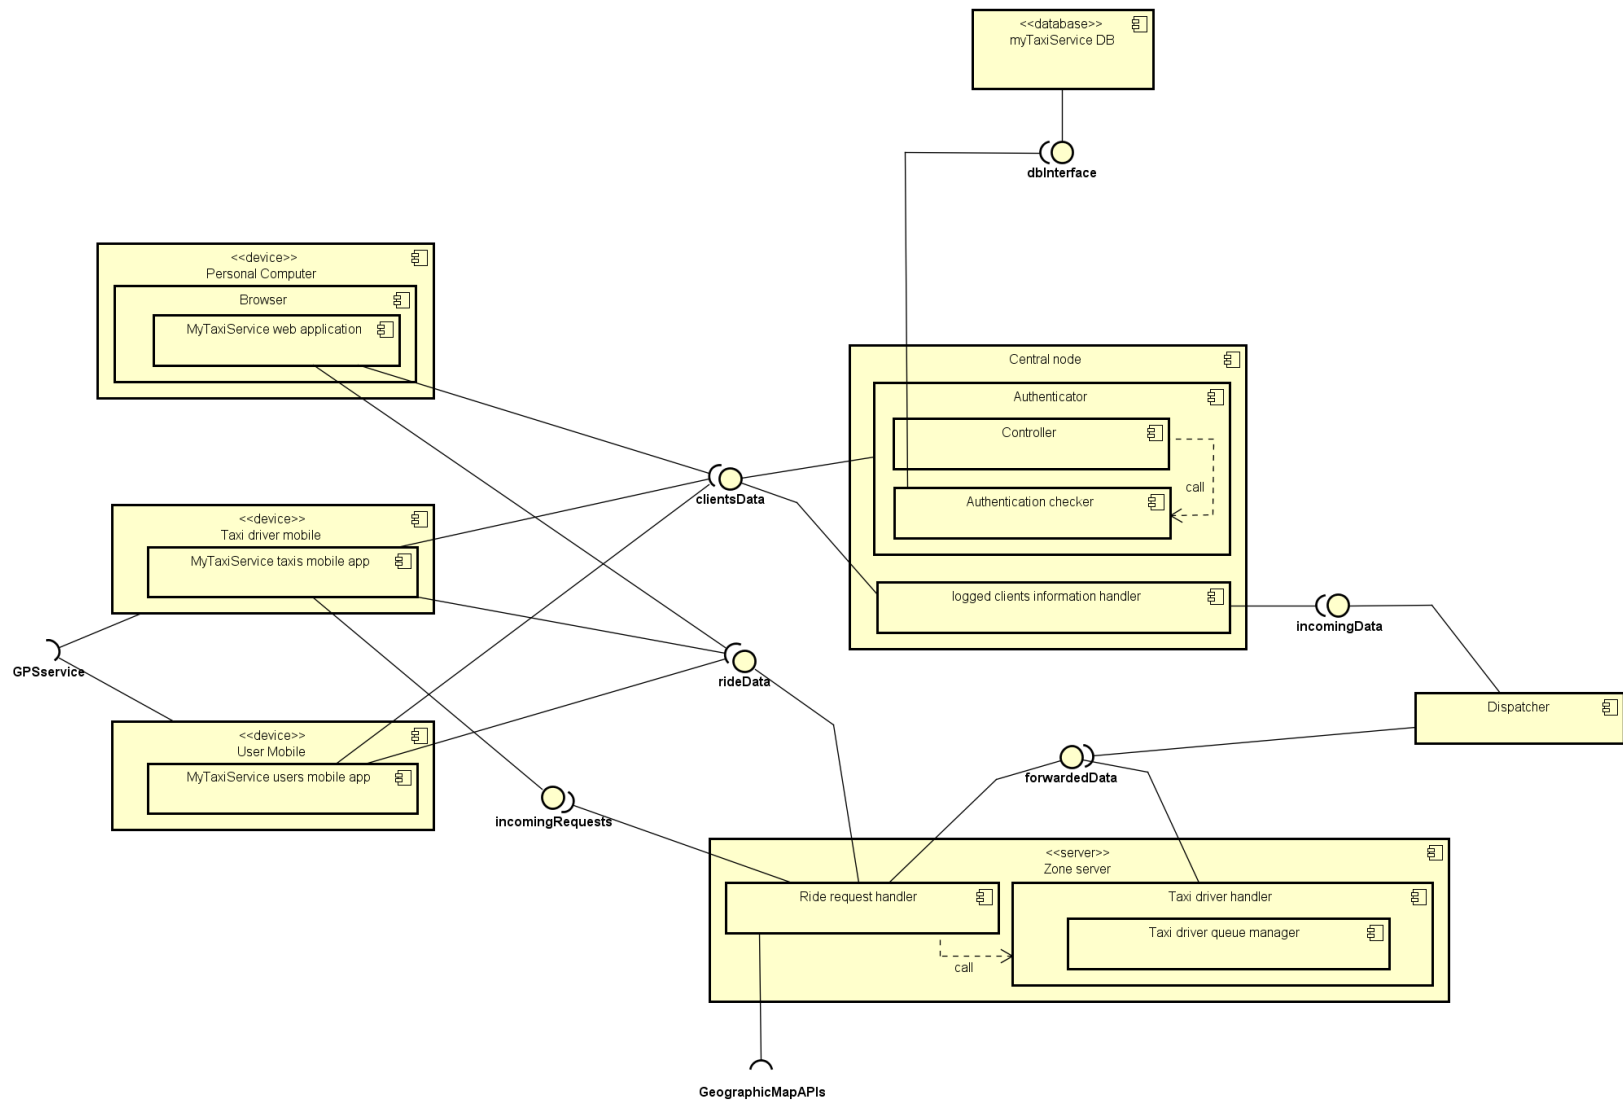 <<database>>
myTaxiService DB
dbInterface
<<device>>
Personal Computer
Browser
MyTaxiService web application
Central node
Authenticator
Controller
call
Authentication checker
clientsData
<<device>>
Taxi driver mobile
MyTaxiService taxis mobile app
logged clients information handler
incomingData
GPSservice
rideData
Dispatcher
<<device>>
User Mobile
MyTaxiService users mobile app
forwardedData
incomingRequests
<<server>>
Zone server
Ride request handler
Taxi driver handler
Taxi driver queue manager
call
GeographicMapAPIs